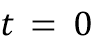 t = 0